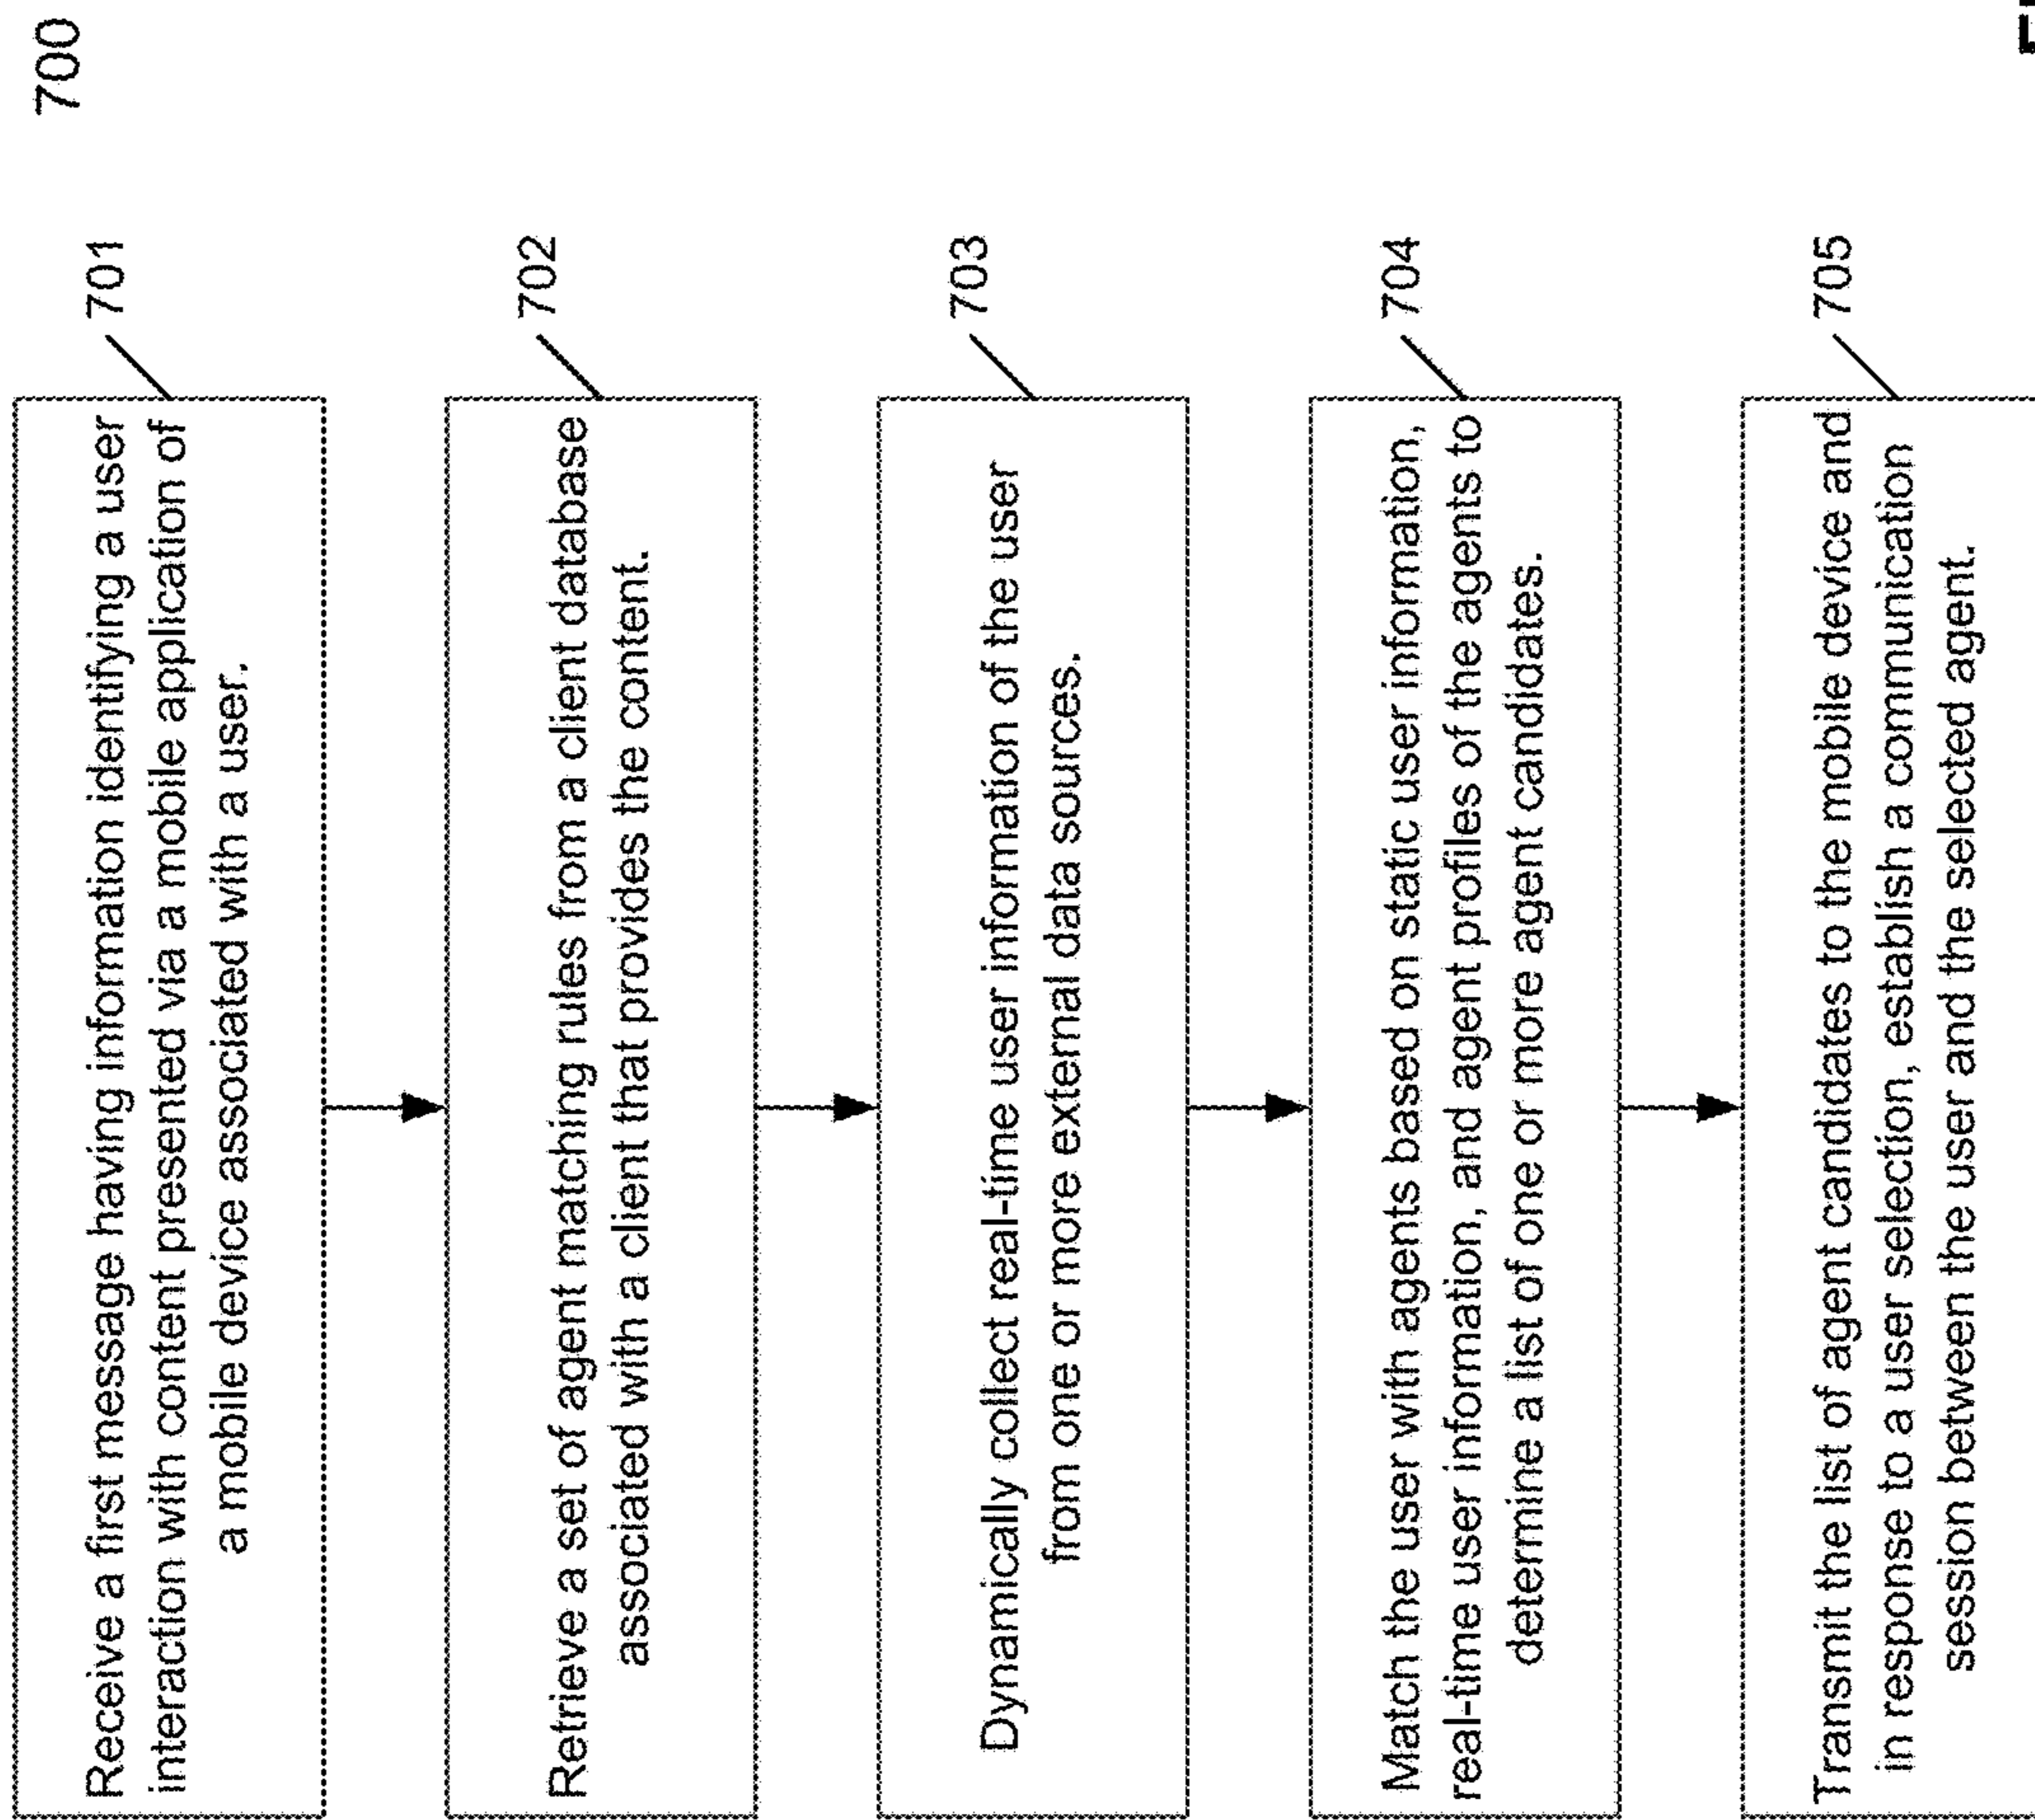 700
701
Receive a first message having information identifying a user
interaction with content presented via a mobile application of
a mobile device associated with a user.
702
Retrieve a set of agent matching rules from a client database
associated with a client that provides the content.
703
Dynamically collect real-time user information of the user
from one or more external data sources.
704
Match the user with agents based on static user information,
real-time user information, and agent profiles of the agents to
determine a list of one or more agent candidates.
705
Transmit the list of agent candidates to the mobile device and
in response to a user selection, establish a communication
session between the user and the selected agent.